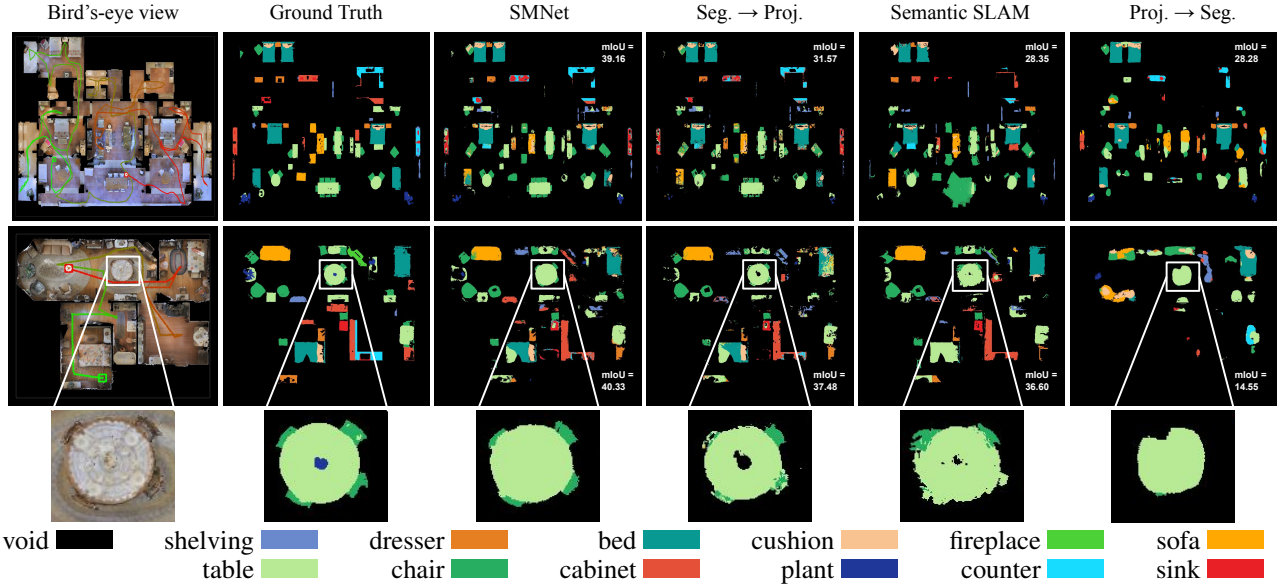 Bird's-eye view Ground Truth SMNet Seg. → Proj. Semantic SLAM Proj. → Seg.
mIoU = 39.16
mIoU = 31.57
mIoU = 28.35
mIoU = 28.28
mIoU = 40.33
mIoU = 37.48
mIoU = 36.60
mIoU = 14.55
void shelving dresser bed cushion fireplace sofa
table chair cabinet plant counter sink